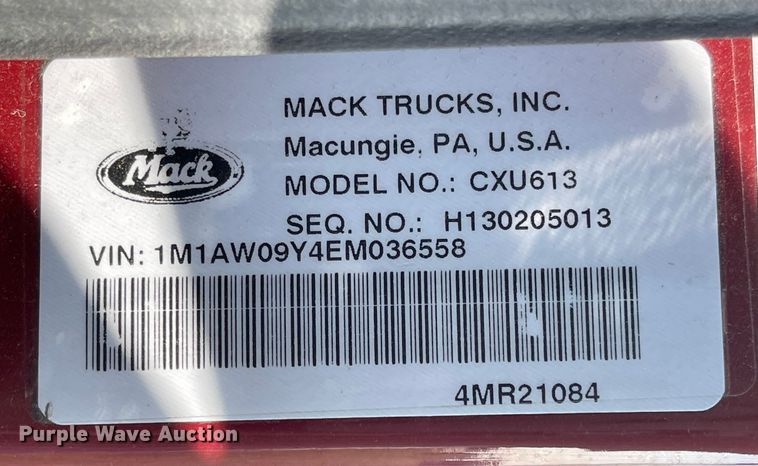 MACK TRUCKS, INC.
Mack
Macungie, PA, U.S.A.
MODEL NO.: CXU613
SEQ. NO.: H130205013
VIN: 1M1AW09Y4EM036558
4MR21084
Purple Wave Auction